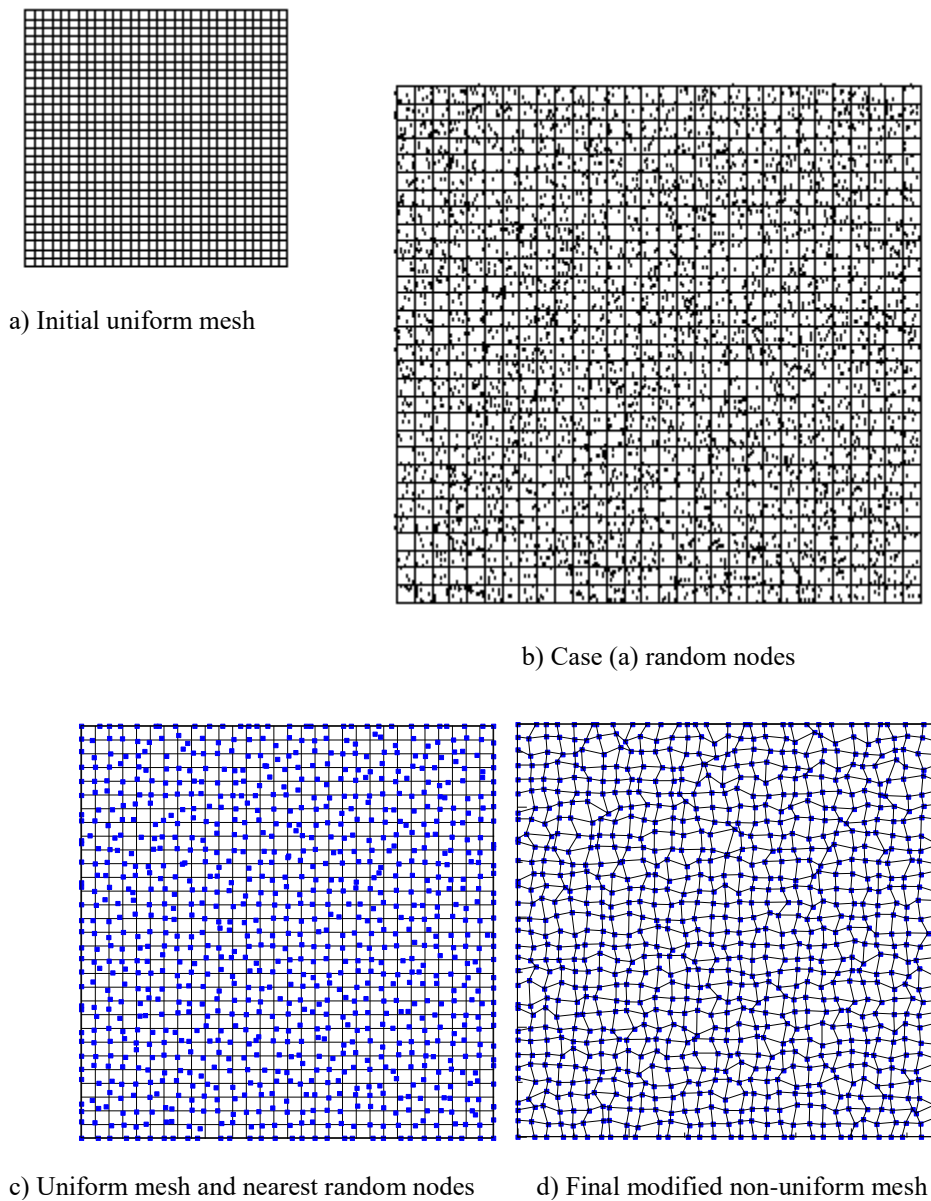 a) Initial uniform mesh
b) Case (a) random nodes
c) Uniform mesh and nearest random nodes
d) Final modified non-uniform mesh